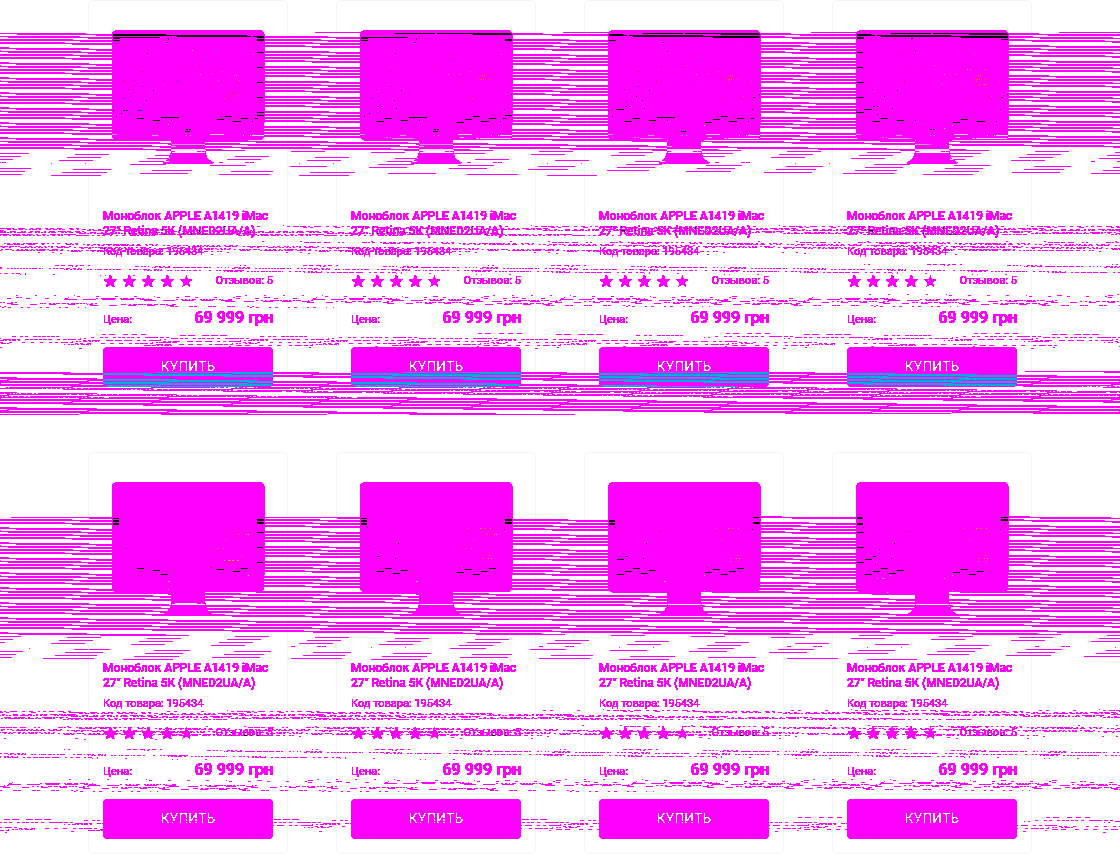 Моноблок APPLE A1419 iMac Моноблок APPLE A1419 iMac Моноблок APPLE A1419 iMac Моноблок APPLE A1419 iMac
27" Retina 5K (MNED2UA/A) 27" Retina 5K (MNED2UA/A) 27" Retina 5K (MNED2UA/A) 27" Retina 5K (MNED2UA/A)
Код товара: 195434 Код товара: 195434 Код товара: 195434 Код товара: 195434
Отзывов: 5 Отзывов: 5 Отзывов: 5 Отзывов: 5
Цена: 69 999 грн Цена: 69 999 грн Цена: 69 999 грн Цена: 69 999 грн
КУПИТЬ КУПИТЬ КУПИТЬ КУПИТЬ
Моноблок APPLE A1419 iMac Моноблок APPLE A1419 iMac Моноблок APPLE A1419 iMac Моноблок APPLE A1419 iMac
27" Retina 5K (MNED2UA/A) 27" Retina 5K (MNED2UA/A) 27" Retina 5K (MNED2UA/A) 27" Retina 5K (MNED2UA/A)
Код товара: 195434 Код товара: 195434 Код товара: 195434 Код товара: 195434
Отзывов: 5 Отзывов: 5 Отзывов: 5 Отзывов: 5
Цена: 69 999 грн Цена: 69 999 грн Цена: 69 999 грн Цена: 69 999 грн
КУПИТЬ КУПИТЬ КУПИТЬ КУПИТЬ